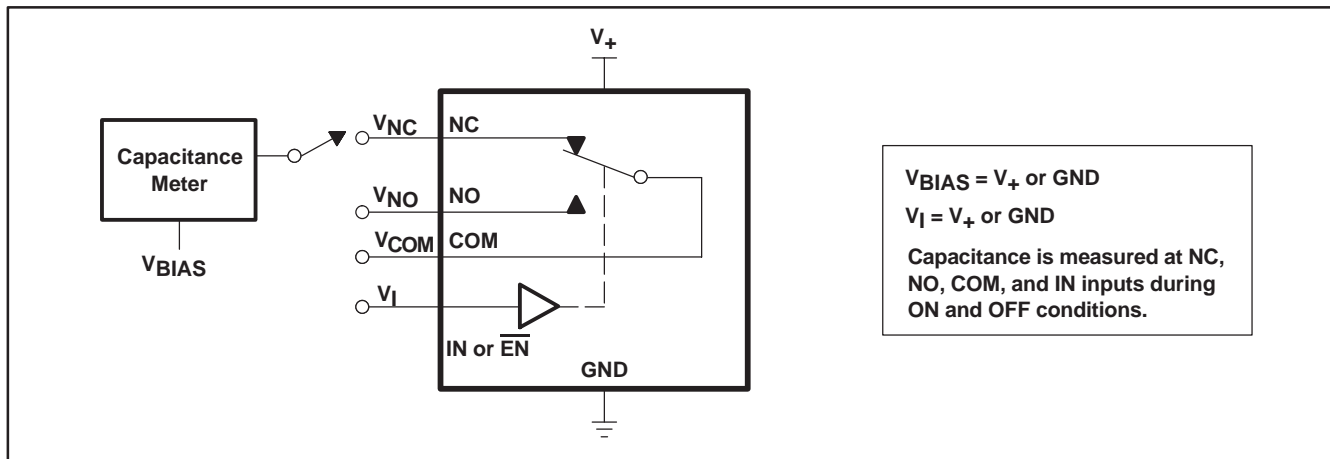 V+
Capacitance
Meter
VBIAS
VNC NC
VNO NO
VCOM COM
VI
IN or E̅N̅
GND
VBIAS = V+ or GND
VI = V+ or GND
Capacitance is measured at NC,
NO, COM, and IN inputs during
ON and OFF conditions.